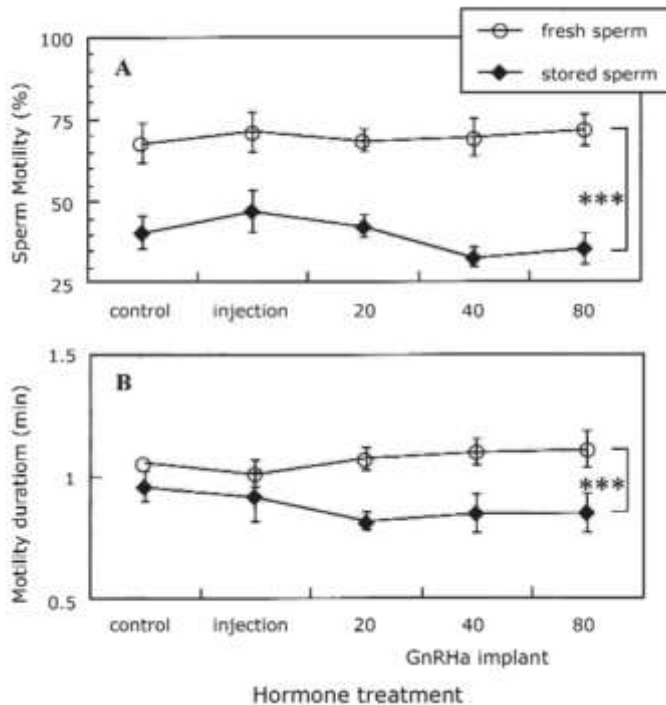 fresh sperm
stored sperm
100
75
50
25
Sperm Motility (%)
A
***
control injection 20 40 80
1.5
1
0.5
Motility duratiom (min)
B
***
control injection 20 40 80
GnRHa implant
Hormone treatment